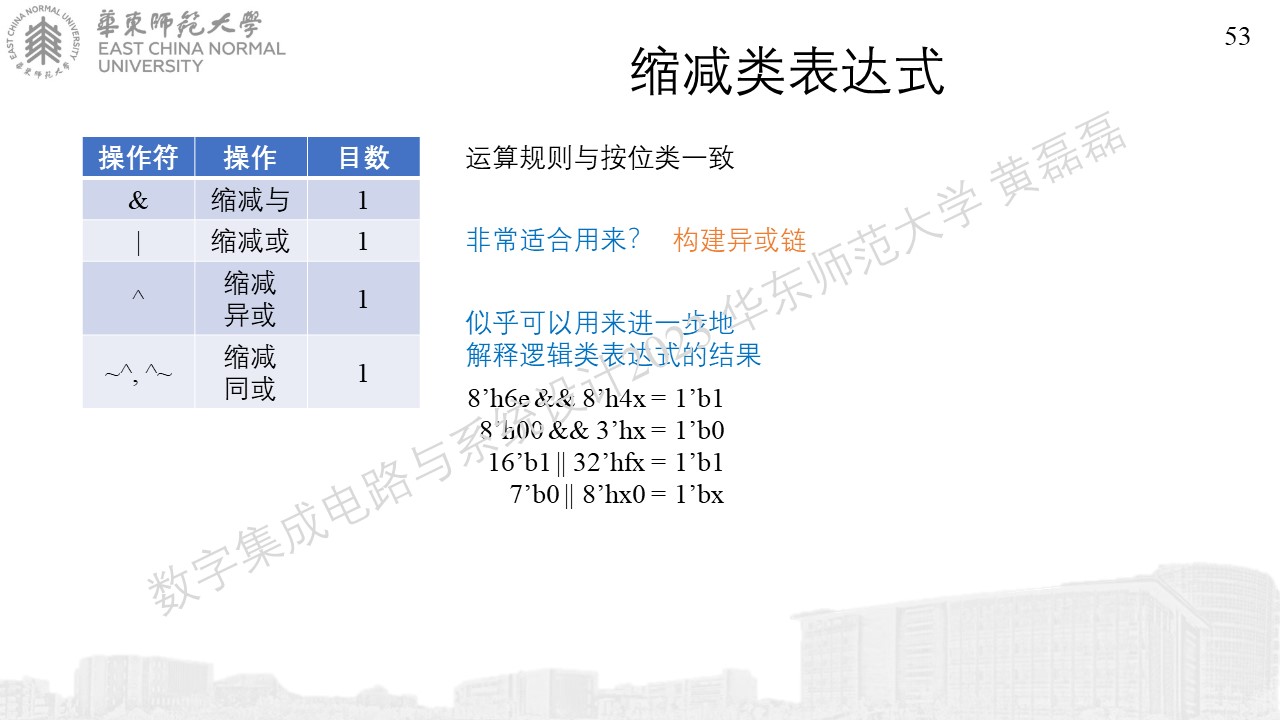 華東師范大學
EAST CHINA NORMAL
UNIVERSITY
EAST CHINA NORMAL UNIVERSITY
華東师范大学
53
缩减类表达式
操作符 操作 目数
& 缩减与 1
| 缩减或 1
^ 缩减
异或 1
~^, ^~ 缩减
同或 1
运算规则与按位类一致
非常适合用来? 构建异或链
似乎可以用来进一步地
解释逻辑类表达式的结果
8’h6e && 8’h4x = 1’b1
8’h00 && 3’hx = 1’b0
16’b1 || 32’hfx = 1’b1
7’b0 || 8’hx0 = 1’bx
数字集成电路与系统设计2023 华东师范大学 黄磊磊